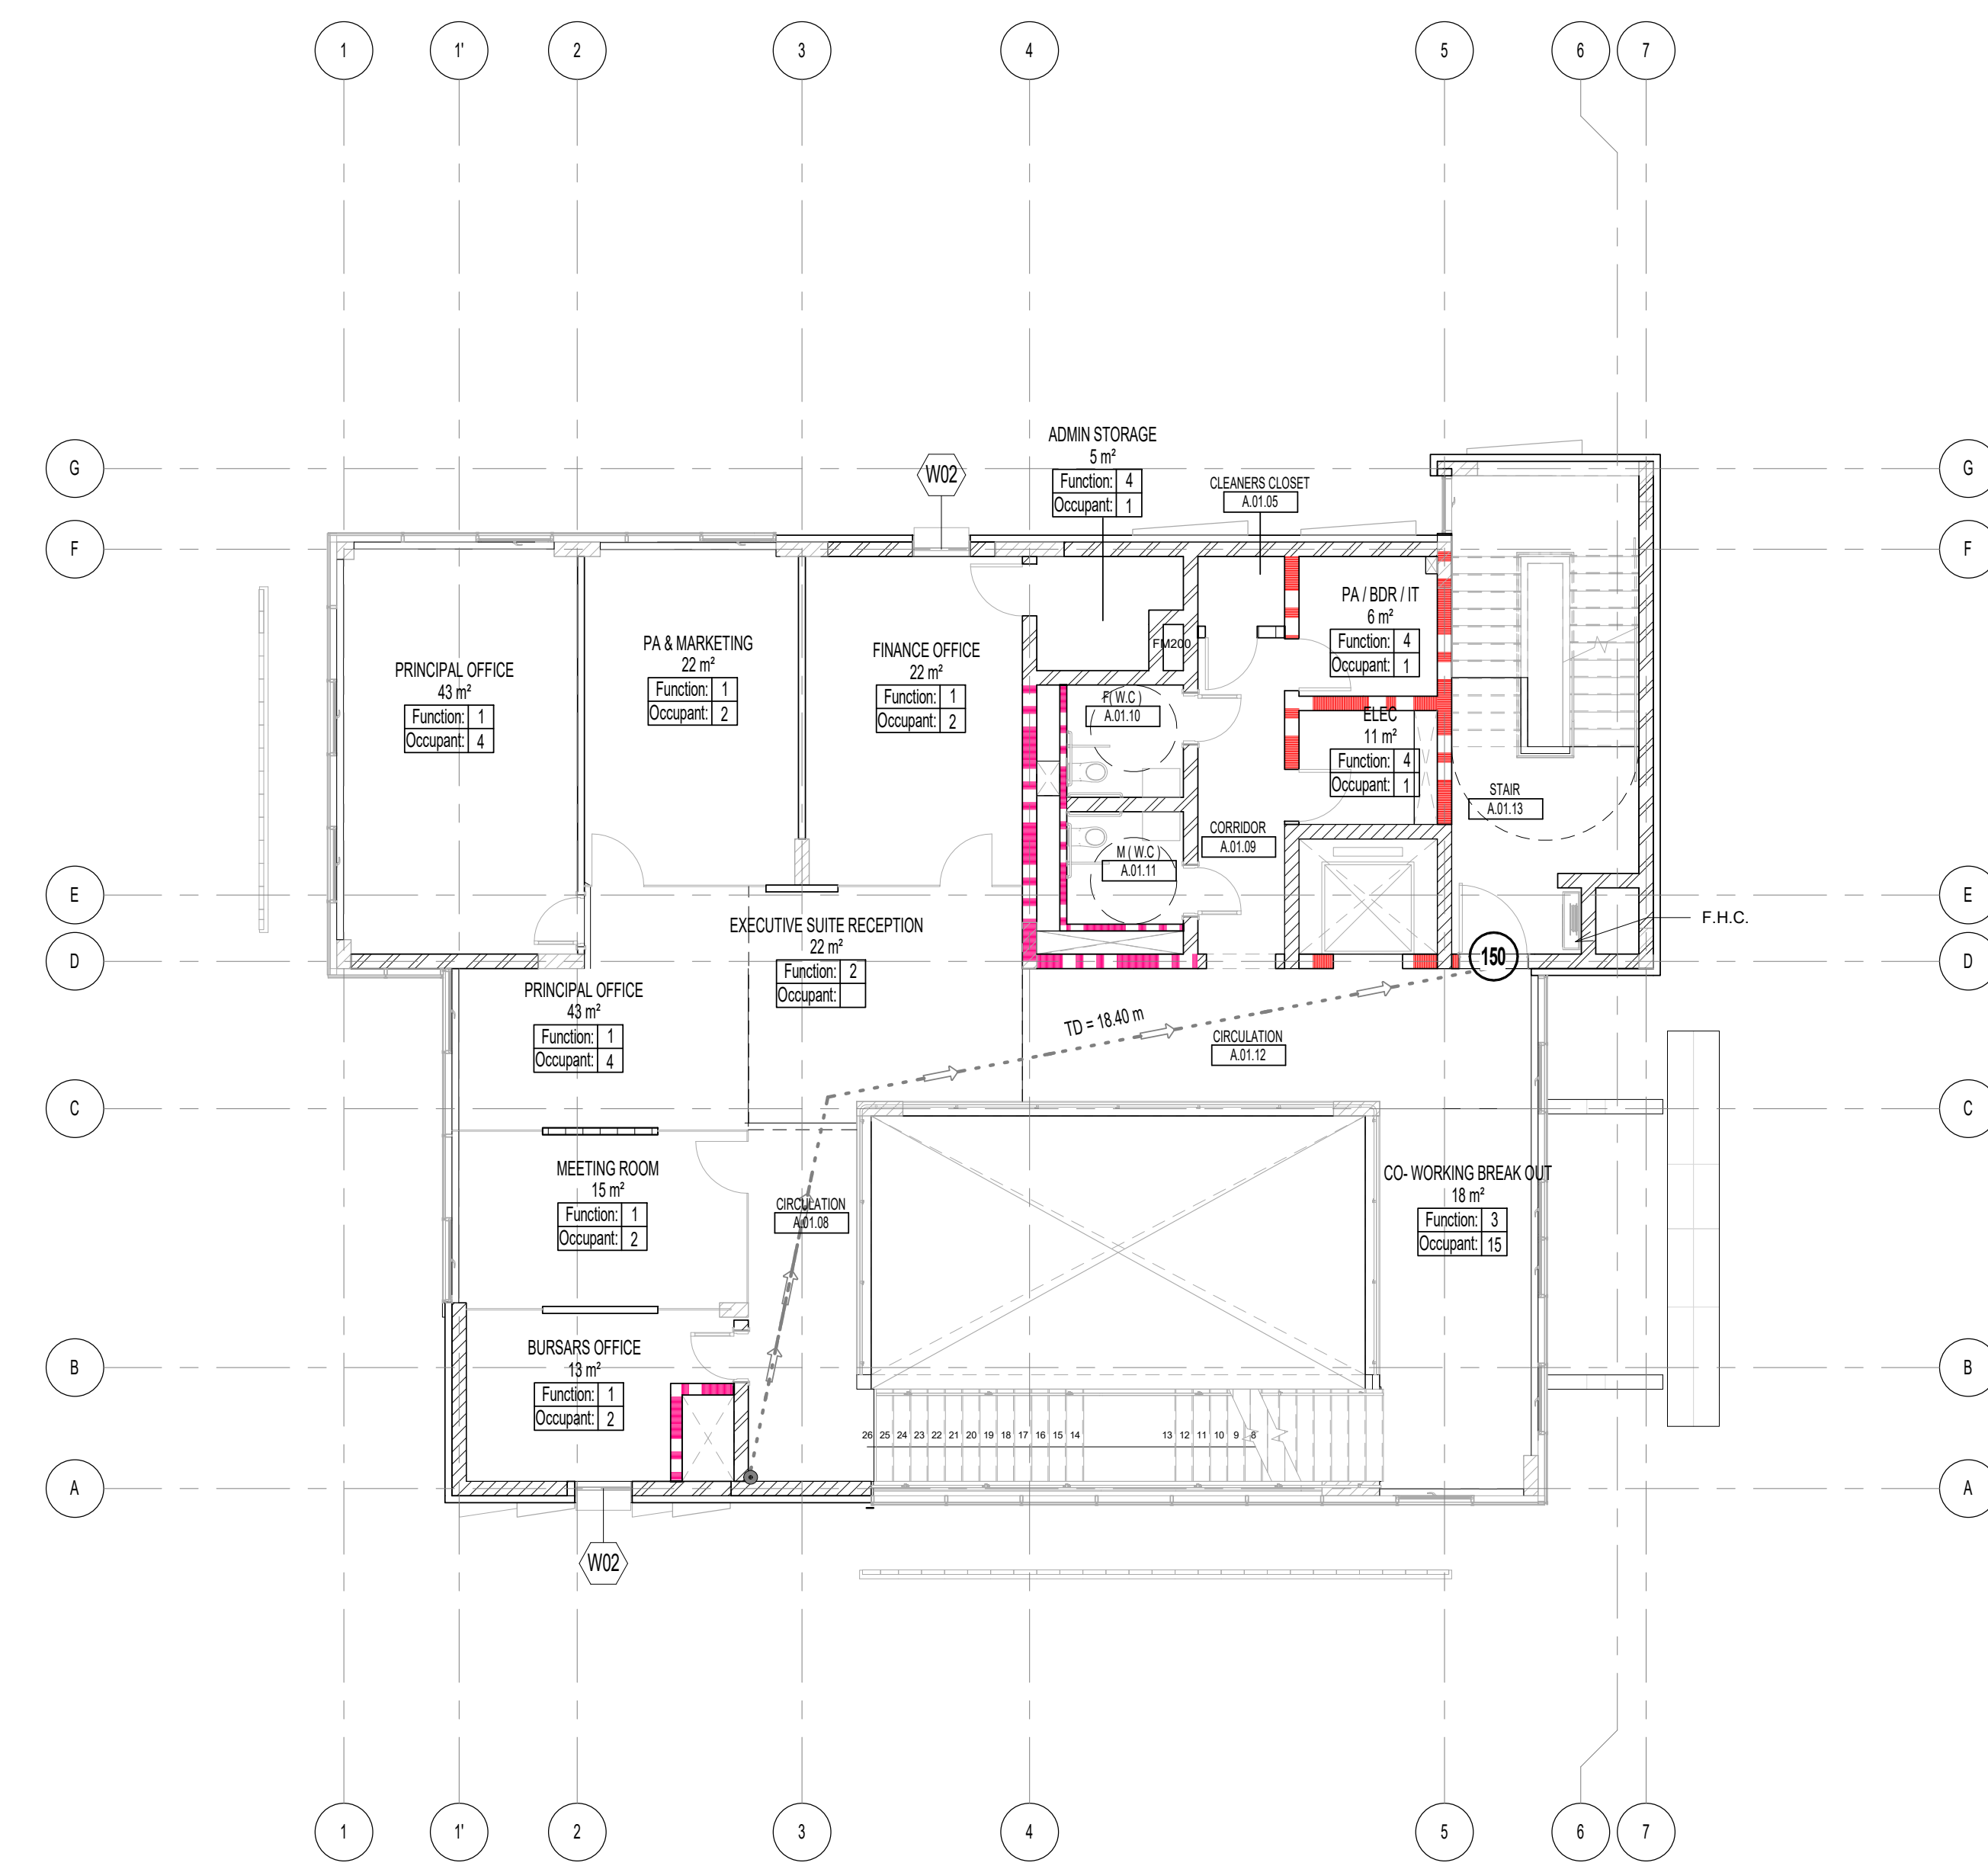 1 1' 2 3 4 5 6 7
ADMIN STORAGE
5 m²
Function: 4
Occupant: 1
G
W02
CLEANERS CLOSET
A.01.05
G
F
F
PRINCIPAL OFFICE
43 m²
Function: 1
Occupant: 4
PA & MARKETING
22 m²
Function: 1
Occupant: 2
FINANCE OFFICE
22 m²
Function: 1
Occupant: 2
FM200
PA / BDR / IT
6 m²
Function: 4
Occupant: 1
F( W.C )
A.01.10
ELEC
11 m²
Function: 4
Occupant: 1
STAIR
A.01.13
CORRIDOR
A.01.09
M ( W.C )
A.01.11
E
E
EXECUTIVE SUITE RECEPTION
22 m²
Function: 2
Occupant:
F.H.C.
D
150
D
PRINCIPAL OFFICE
43 m²
Function: 1
Occupant: 4
TD = 18.40 m
CIRCULATION
A.01.12
C
C
MEETING ROOM
15 m²
Function: 1
Occupant: 2
CIRCULATION
A.01.08
CO- WORKING BREAK OUT
18 m²
Function: 3
Occupant: 15
BURSARS OFFICE
13 m²
Function: 1
Occupant: 2
B
B
26 25 24 23 22 21 20 19 18 17 16 15 14 13 12 11 10 9 8
A
A
W02
1 1' 2 3 4 5 6 7